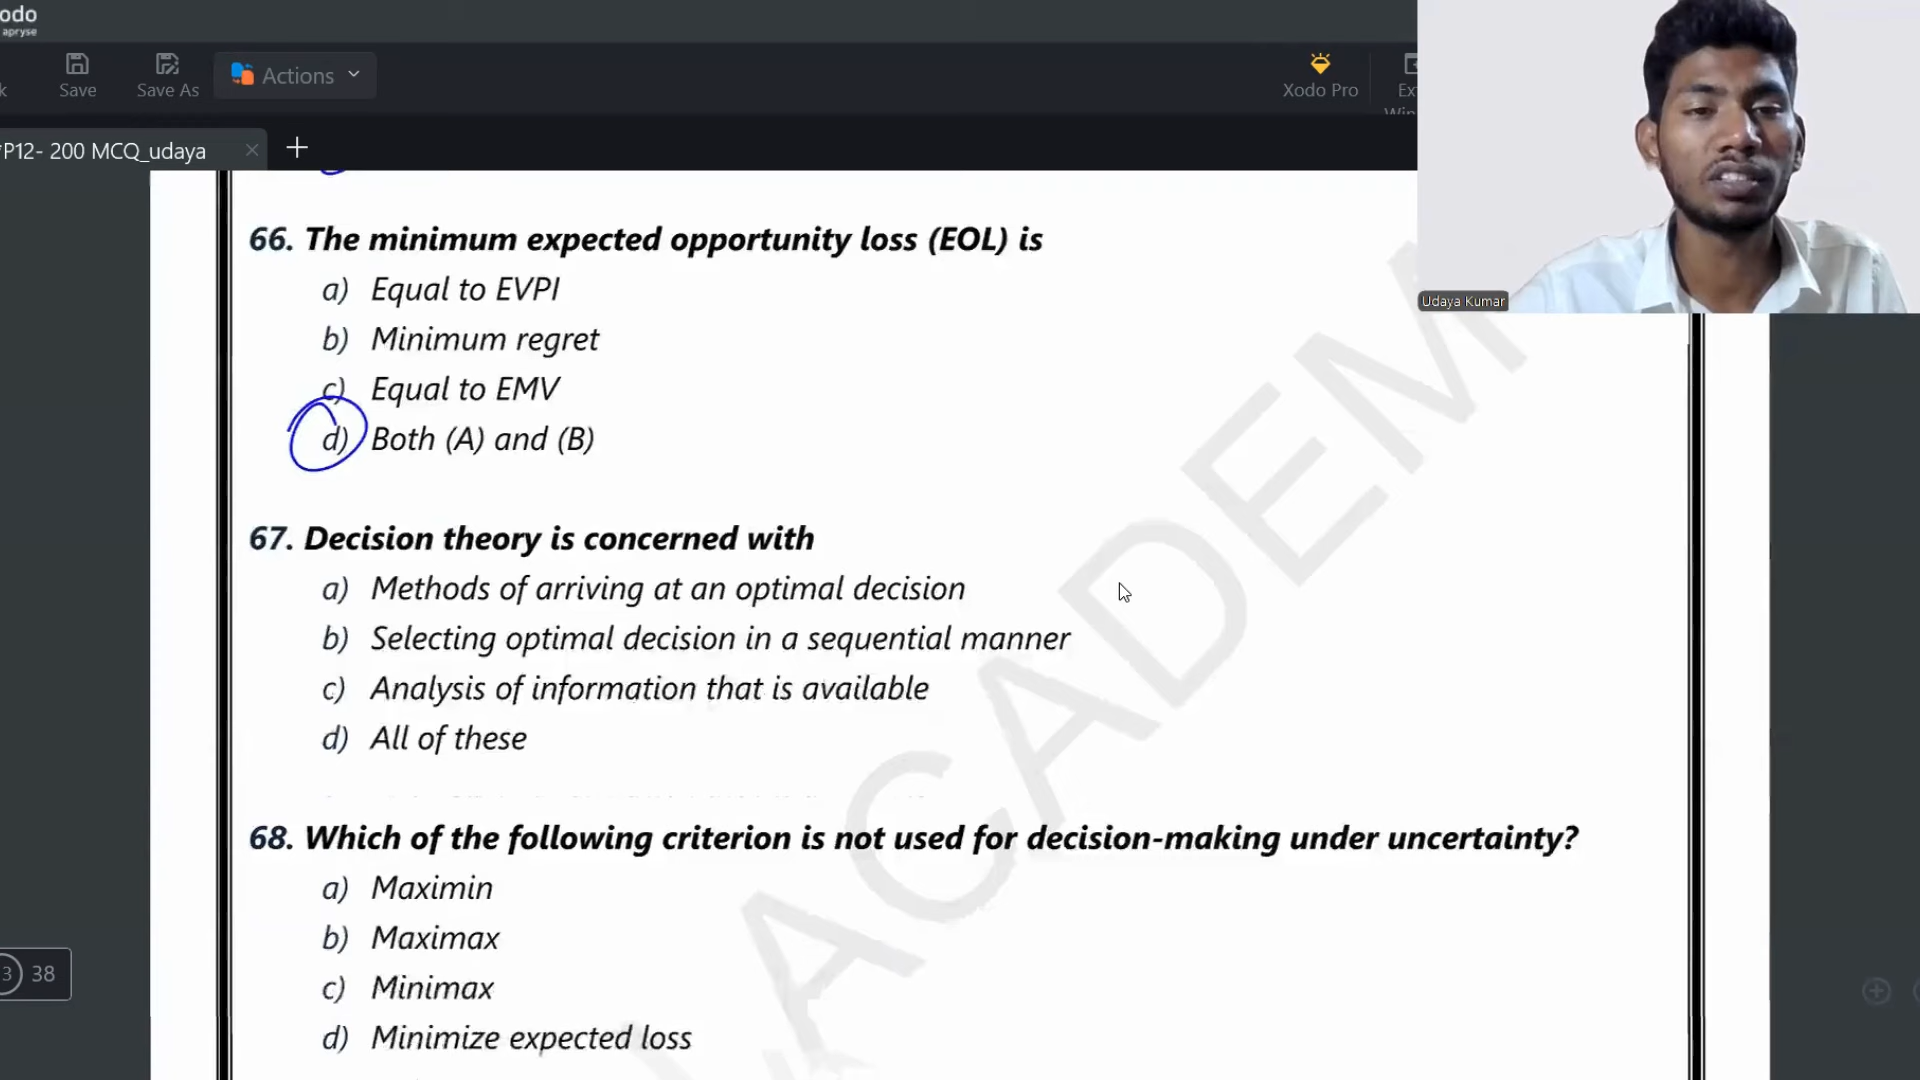 odo
apryse
k
Save
Save As
Actions
Xodo Pro
Ex
Win
*P12- 200 MCQ_udaya
Udaya Kumar
66. The minimum expected opportunity loss (EOL) is
a) Equal to EVPI
b) Minimum regret
c) Equal to EMV
d) Both (A) and (B)
67. Decision theory is concerned with
a) Methods of arriving at an optimal decision
b) Selecting optimal decision in a sequential manner
c) Analysis of information that is available
d) All of these
68. Which of the following criterion is not used for decision-making under uncertainty?
a) Maximin
b) Maximax
c) Minimax
d) Minimize expected loss
3 38
ACADEM